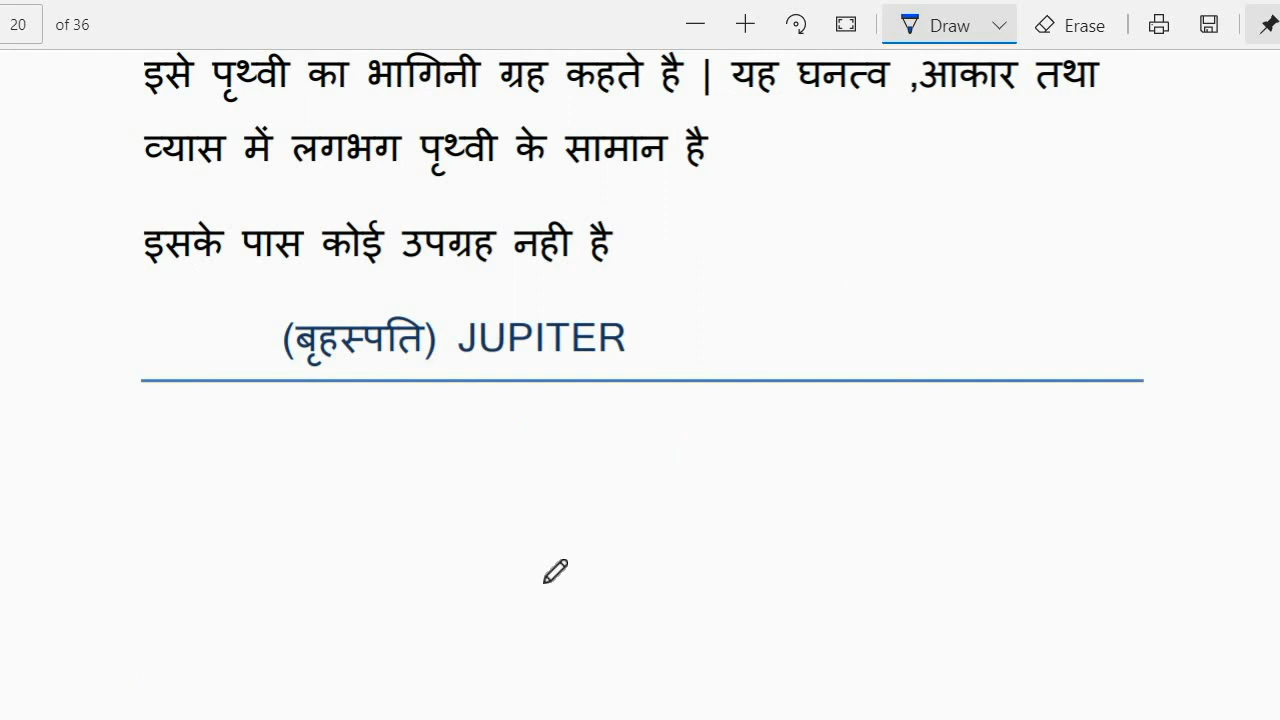 20 of 36 Draw Erase
इसे पृथ्वी का भागिनी ग्रह कहते है | यह घनत्व ,आकार तथा
व्यास में लगभग पृथ्वी के सामान है
इसके पास कोई उपग्रह नही है
(बृहस्पति) JUPITER